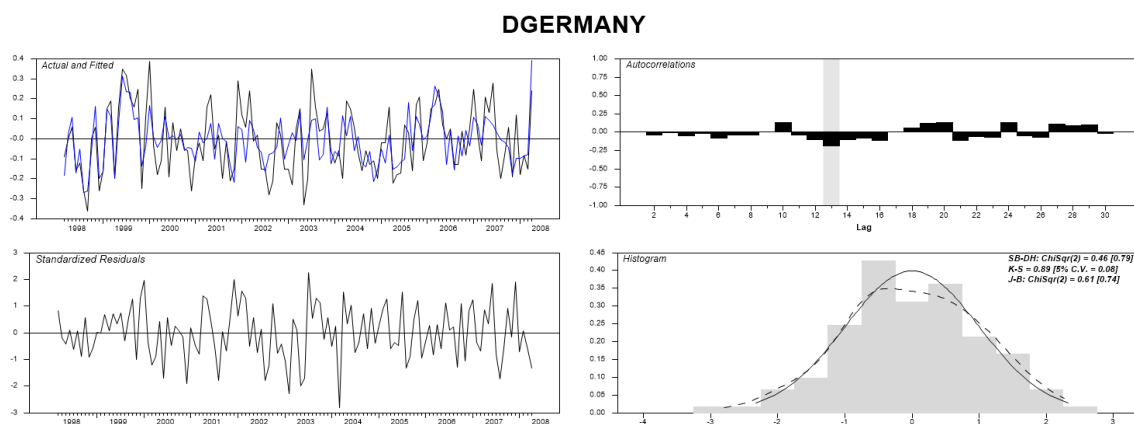 DGERMANY
Actual and Fitted
0.4
0.3
0.2
0.1
-0.0
-0.1
-0.2
-0.3
-0.4
1998 1999 2000 2001 2002 2003 2004 2005 2006 2007 2008
Autocorrelations
1.00
0.75
0.50
0.25
0.00
-0.25
-0.50
-0.75
-1.00
2 4 6 8 10 12 14 16 18 20 22 24 26 28 30
Lag
Standardized Residuals
3
2
1
0
-1
-2
-3
1998 1999 2000 2001 2002 2003 2004 2005 2006 2007 2008
Histogram
SB-DH: ChiSqr(2) = 0.46 [0.79]
K-S = 0.89 [5% C.V. = 0.08]
J-B: ChiSqr(2) = 0.61 [0.74]
0.45
0.40
0.35
0.30
0.25
0.20
0.15
0.10
0.05
0.00
-4 -3 -2 -1 0 1 2 3